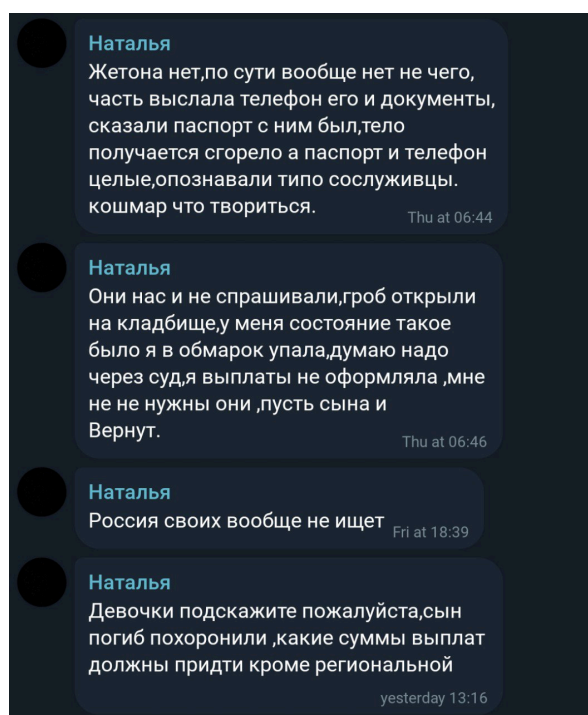 Наталья
Жетона нет,по сути вообще нет не чего,
часть выслала телефон его и документы,
сказали паспорт с ним был,тело
получается сгорело а паспорт и телефон
целые,опознавали типо сослуживцы.
кошмар что твориться.
Thu at 06:44
Наталья
Они нас и не спрашивали,гроб открыли
на кладбище,у меня состояние такое
было я в обмарок упала,думаю надо
через суд,я выплаты не оформляла ,мне
не не нужны они ,пусть сына и
Вернут.
Thu at 06:46
Наталья
Россия своих вообще не ищет
Fri at 18:39
Наталья
Девочки подскажите пожалуйста,сын
погиб похоронили ,какие суммы выплат
должны придти кроме региональной
yesterday 13:16